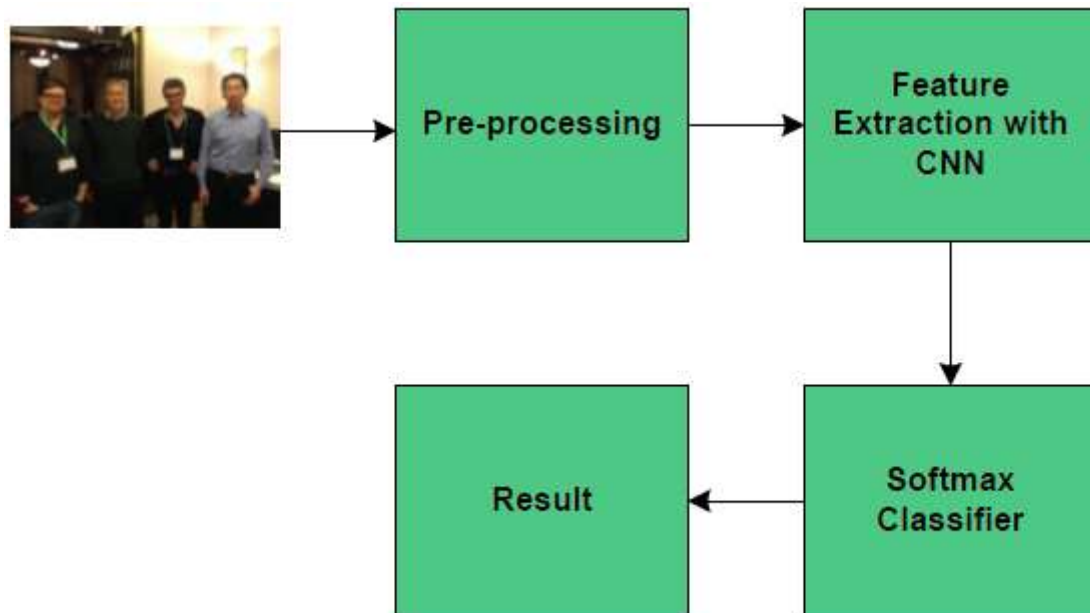 Pre-processing
Feature
Extraction with
CNN
Softmax
Classifier
Result